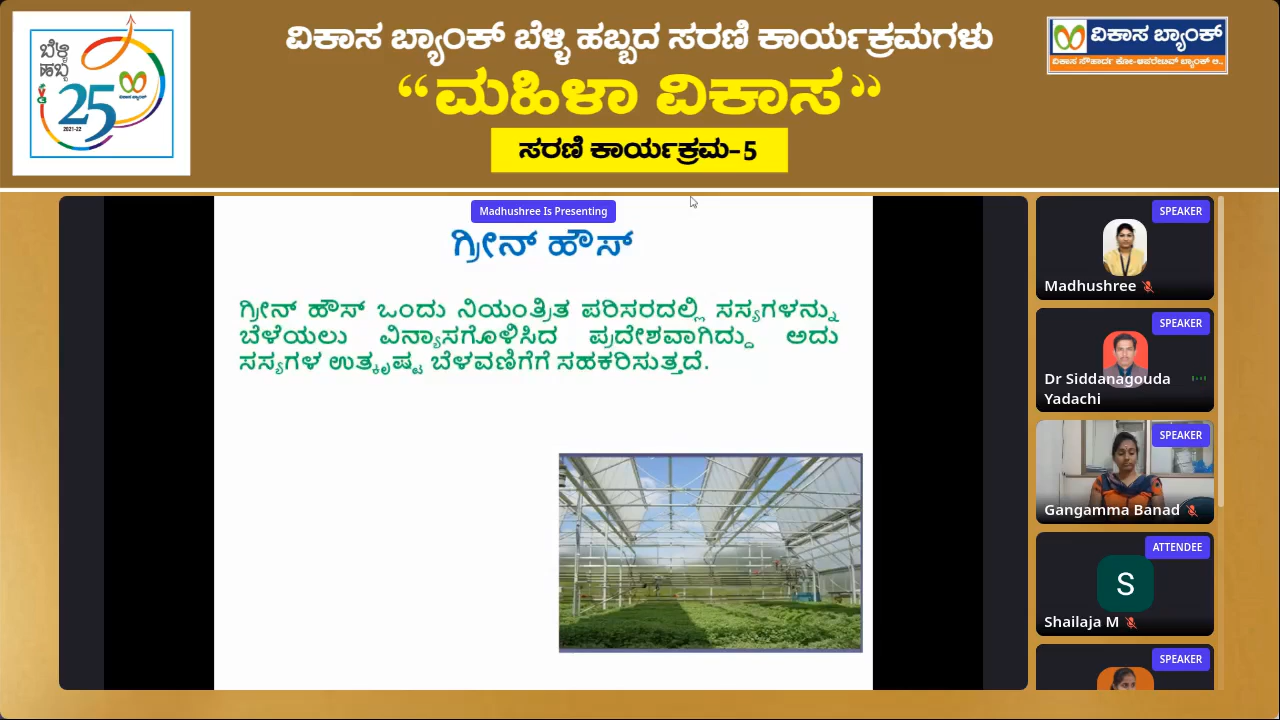 ಬೆಳ್ಳಿ
ಹಬ್ಬ
25
2021-22
ವಿಕಾಸ ಬ್ಯಾಂಕ್ ಬೆಳ್ಳಿ ಹಬ್ಬದ ಸರಣಿ ಕಾರ್ಯಕ್ರಮಗಳು
“ಮಹಿಳಾ ವಿಕಾಸ”
ಸರಣಿ ಕಾರ್ಯಕ್ರಮ-5
ವಿಕಾಸ ಬ್ಯಾಂಕ್
ವಿಕಾಸ ಸೌಹಾರ್ದ ಕೋ-ಆಪರೇಟಿವ್ ಬ್ಯಾಂಕ್ ಲಿ.,
Madhushree Is Presenting
ಗ್ರೀನ್ ಹೌಸ್
ಗ್ರೀನ್ ಹೌಸ್ ಒಂದು ನಿಯಂತ್ರಿತ ಪರಿಸರದಲ್ಲಿ ಸಸ್ಯಗಳನ್ನು
ಬೆಳೆಯಲು ವಿನ್ಯಾಸಗೊಳಿಸಿದ ಪ್ರದೇಶವಾಗಿದ್ದು ಅದು
ಸಸ್ಯಗಳ ಉತ್ಕೃಷ್ಟ ಬೆಳವಣಿಗೆಗೆ ಸಹಕರಿಸುತ್ತದೆ.
SPEAKER
Madhushree
SPEAKER
Dr Siddanagouda
Yadachi
SPEAKER
Gangamma Banad
ATTENDEE
S
Shailaja M
SPEAKER